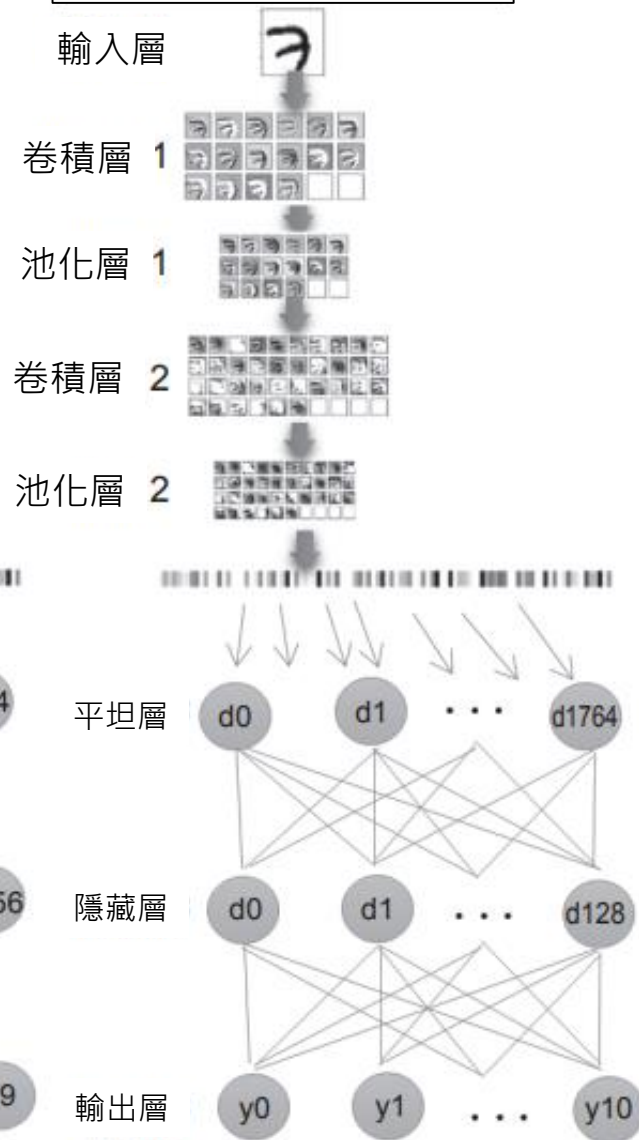 輸入層
卷積層 1
池化層 1
卷積層 2
池化層 2
平坦層 d0 d1 ... d1764
隱藏層 d0 d1 ... d128
輸出層 y0 y1 ... y10